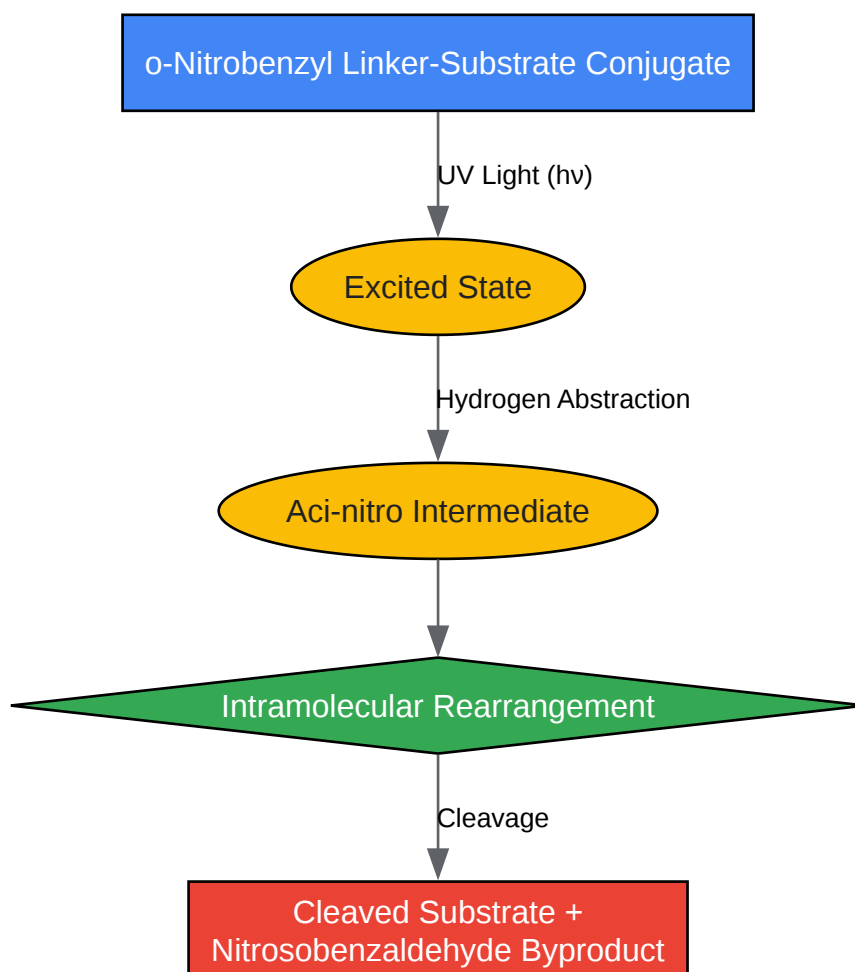 o-Nitrobenzyl Linker-Substrate Conjugate
UV Light (hν)
Excited State
Hydrogen Abstraction
Aci-nitro Intermediate
Intramolecular Rearrangement
Cleavage
Cleaved Substrate +
Nitrosobenzaldehyde Byproduct